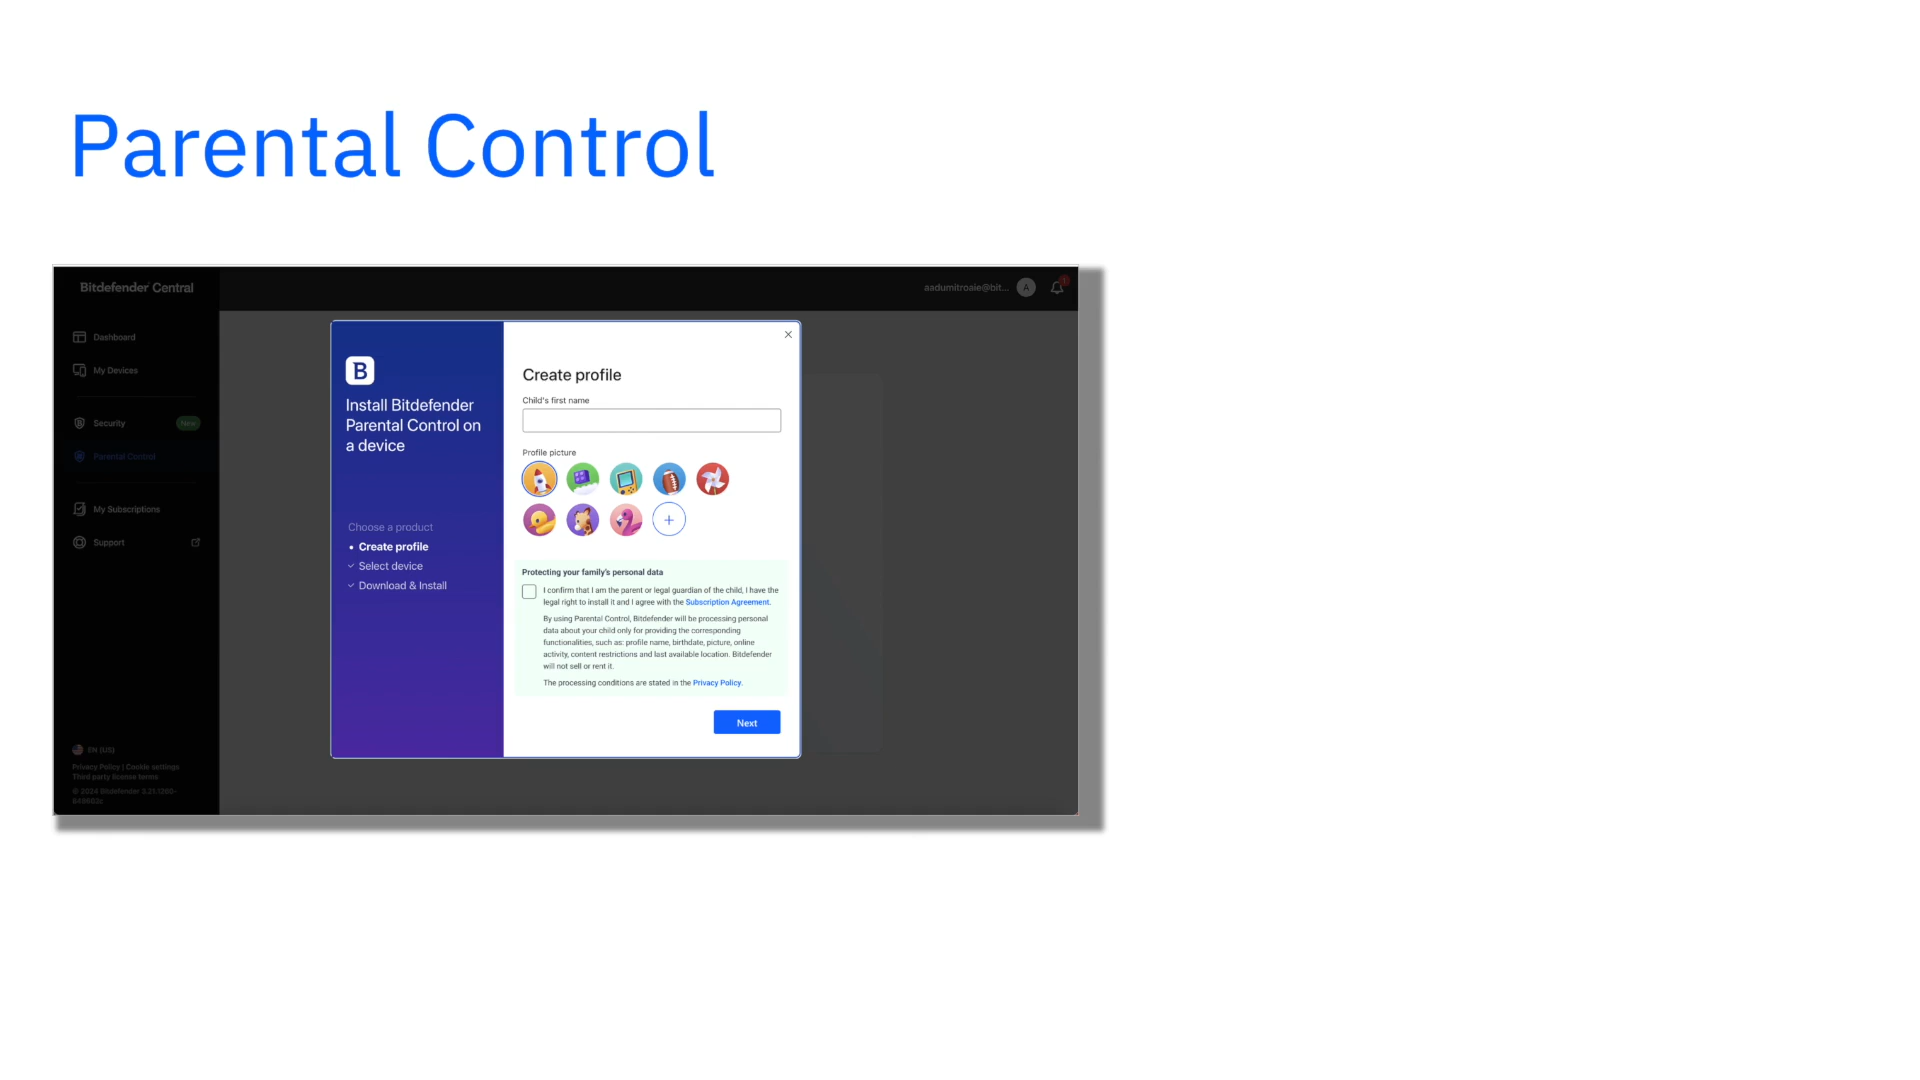 Parental Control
Bitdefender Central
aadumitroaie@bit...
A
Dashboard
My Devices
Security
New
Parental Control
My Subscriptions
Support
EN (US)
Privacy Policy | Cookie settings
Third party license terms
© 2024 Bitdefender
B
Install Bitdefender
Parental Control on
a device
Choose a product
Create profile
Select device
Download & Install
Create profile
Child's first name
Profile picture
Protecting your family's personal data
I confirm that I am the parent or legal guardian of the child, I have the
legal right to install it and I agree with the Subscription Agreement.
By using Parental Control, Bitdefender will be processing personal
data about your child only for providing the corresponding
functionalities, such as: profile name, birthdate, picture, online
activity, content restrictions and last available location. Bitdefender
will not sell or rent it.
The processing conditions are stated in the Privacy Policy.
Next